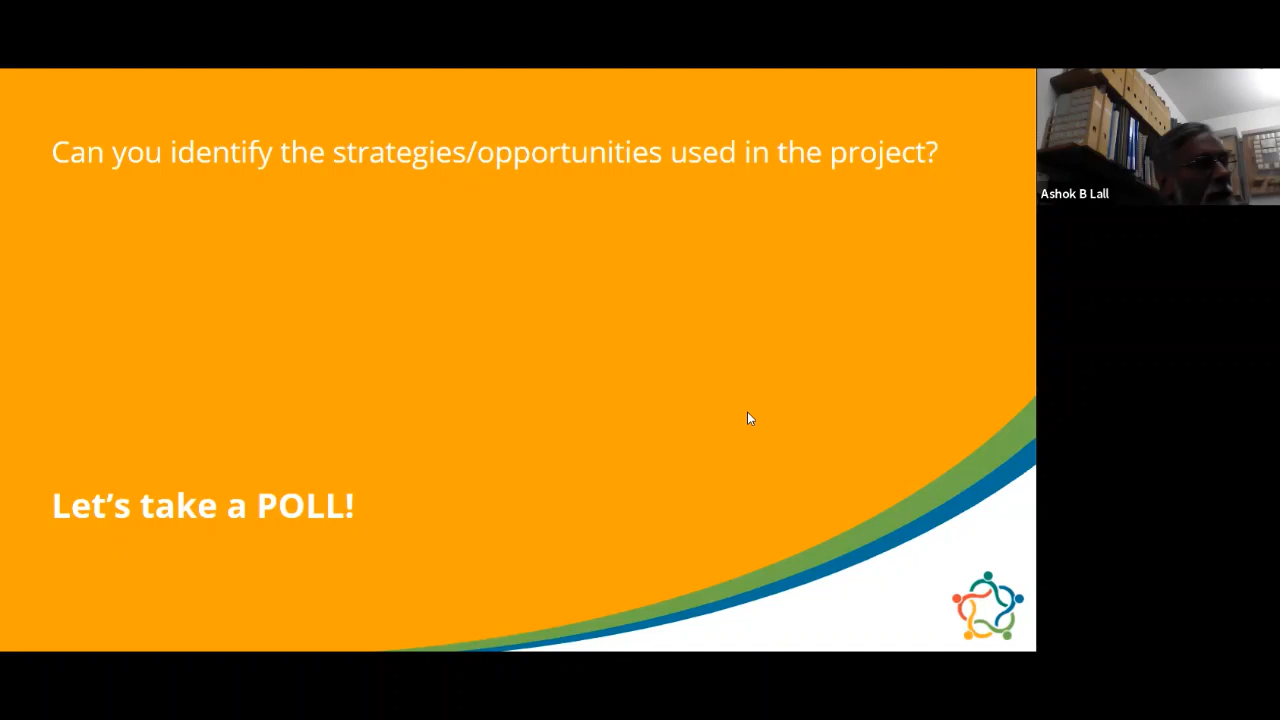 Can you identify the strategies/opportunities used in the project?
Ashok B Lall
Let’s take a POLL!